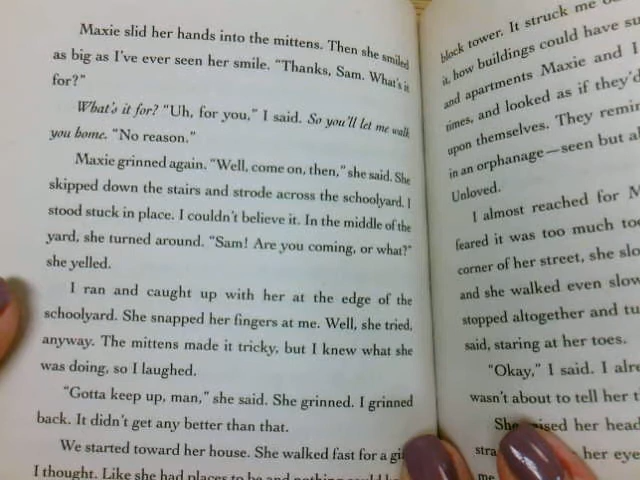 Maxie slid her hands into the mittens. Then she smiled
as big as I've ever seen her smile. "Thanks, Sam. What's it
for?"
What's it for? "Uh, for you," I said. So you'll let me walk
you home. "No reason."
Maxie grinned again. "Well, come on, then," she said. She
skipped down the stairs and strode across the schoolyard. I
stood stuck in place. I couldn't believe it. In the middle of the
yard, she turned around. "Sam! Are you coming, or what?"
she yelled.
I ran and caught up with her at the edge of the
schoolyard. She snapped her fingers at me. Well, she tried,
anyway. The mittens made it tricky, but I knew what she
was doing, so I laughed.
"Gotta keep up, man," she said. She grinned. I grinned
back. It didn't get any better than that.
We started toward her house. She walked fast for a
I thought. Like she had places to be and nothing
block tower. It struck me
it, how buildings could have
and apartments Maxie and I
times, and looked as if they'd
upon themselves. They
in an orphanage—seen but
Unloved.
I almost reached for
feared it was too much
corner of her street, she
and she walked even
stopped altogether and
said, staring at her toes.
"Okay," I said. I
wasn't about to tell her
She her head
her
me